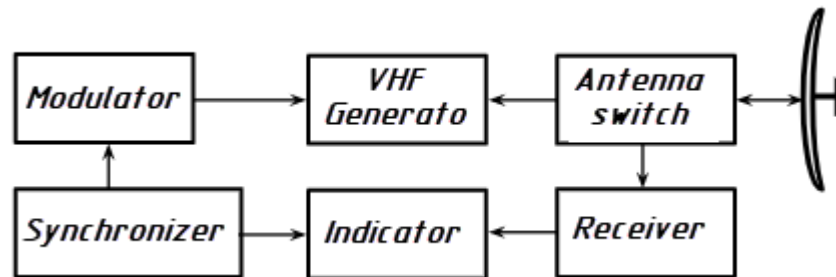 Modulator
VHF
Generato
Antenna
switch
Synchronizer
Indicator
Receiver